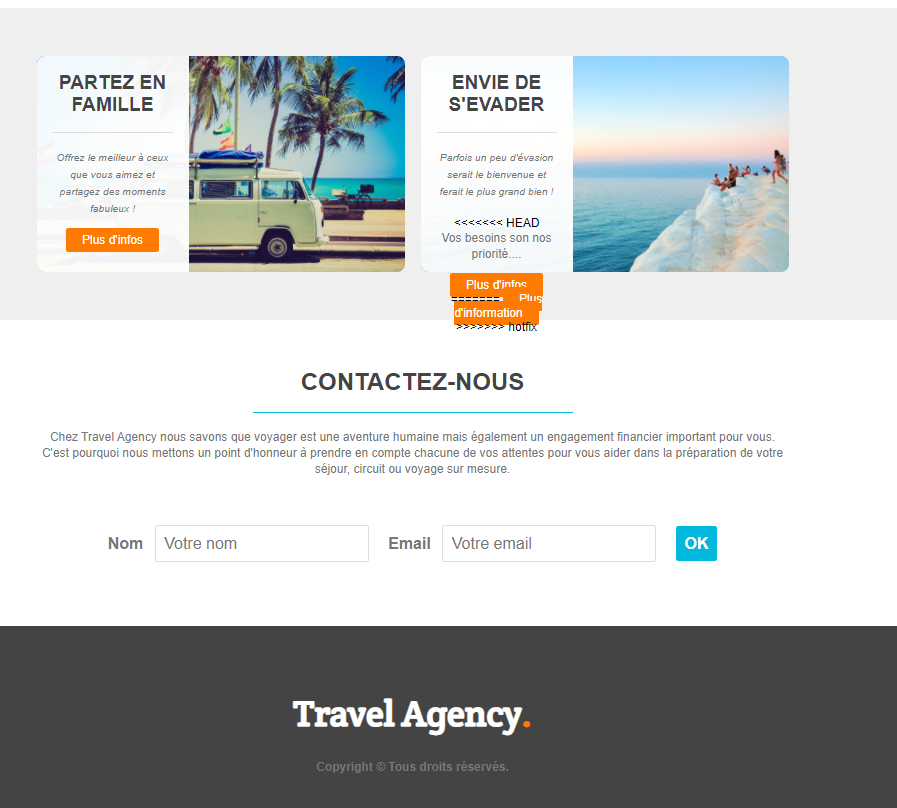 PARTEZ EN
FAMILLE
Offrez le meilleur à ceux
que vous aimez et
partagez des moments
fabuleux !
Plus d'infos
ENVIE DE
S'EVADER
Parfois un peu d'évasion
serait le bienvenue et
ferait le plus grand bien !
<<<<<<< HEAD
Vos besoins son nos
priorité....
Plus d'infos
======= Plus
d'information
>>>>>>> hotfix
CONTACTEZ-NOUS
Chez Travel Agency nous savons que voyager est une aventure humaine mais également un engagement financier important pour vous.
C'est pourquoi nous mettons un point d'honneur à prendre en compte chacune de vos attentes pour vous aider dans la préparation de votre
séjour, circuit ou voyage sur mesure.
Nom Votre nom Email Votre email OK
Travel Agency.
Copyright © Tous droits réservés.